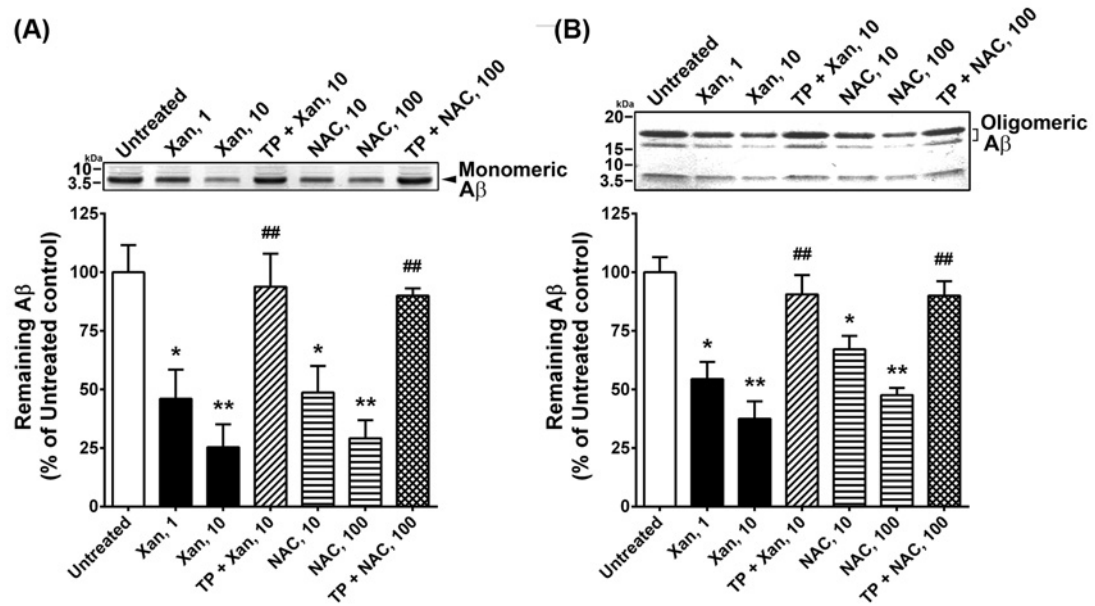 (A)
Untreated
Xan, 1
Xan, 10
TP + Xan, 10
NAC, 10
NAC, 100
TP + NAC, 100
kDa
10
3.5
Monomeric
Aβ
Remaining Aβ
(% of Untreated control)
125
100
75
50
25
0
*
**
##
*
**
##
Untreated
Xan, 1
Xan, 10
TP + Xan, 10
NAC, 10
NAC, 100
TP + NAC, 100
(B)
Untreated
Xan, 1
Xan, 10
TP + Xan, 10
NAC, 10
NAC, 100
TP + NAC, 100
kDa
20
15
10
3.5
Oligomeric
Aβ
Remaining Aβ
(% of Untreated control)
125
100
75
50
25
0
*
**
##
*
**
##
Untreated
Xan, 1
Xan, 10
TP + Xan, 10
NAC, 10
NAC, 100
TP + NAC, 100